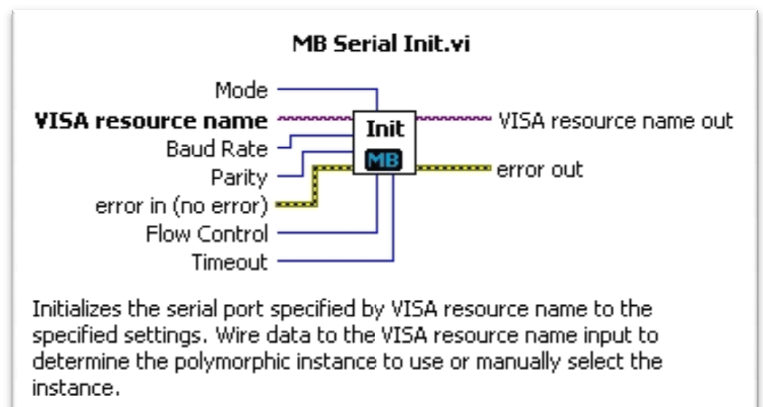 MB Serial Init.vi
Mode
VISA resource name
Init
VISA resource name out
Baud Rate
MB
Parity
error out
error in (no error)
Flow Control
Timeout
Initializes the serial port specified by VISA resource name to the
specified settings. Wire data to the VISA resource name input to
determine the polymorphic instance to use or manually select the
instance.